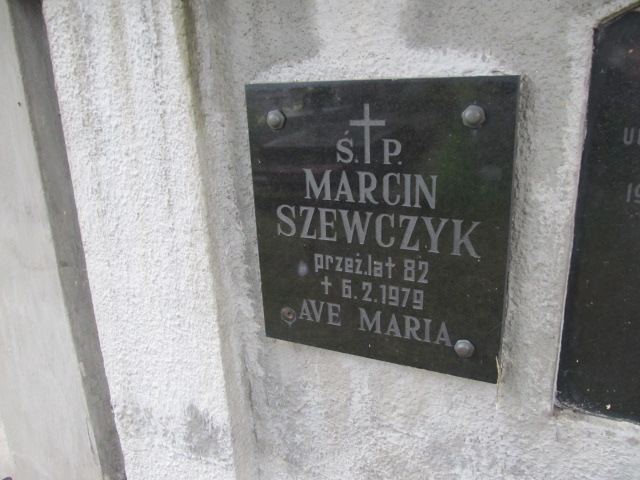 Ś. P.
MARCIN
SZEWCZYK
przeż.lat 82
† 6.2.1979
AVE MARIA